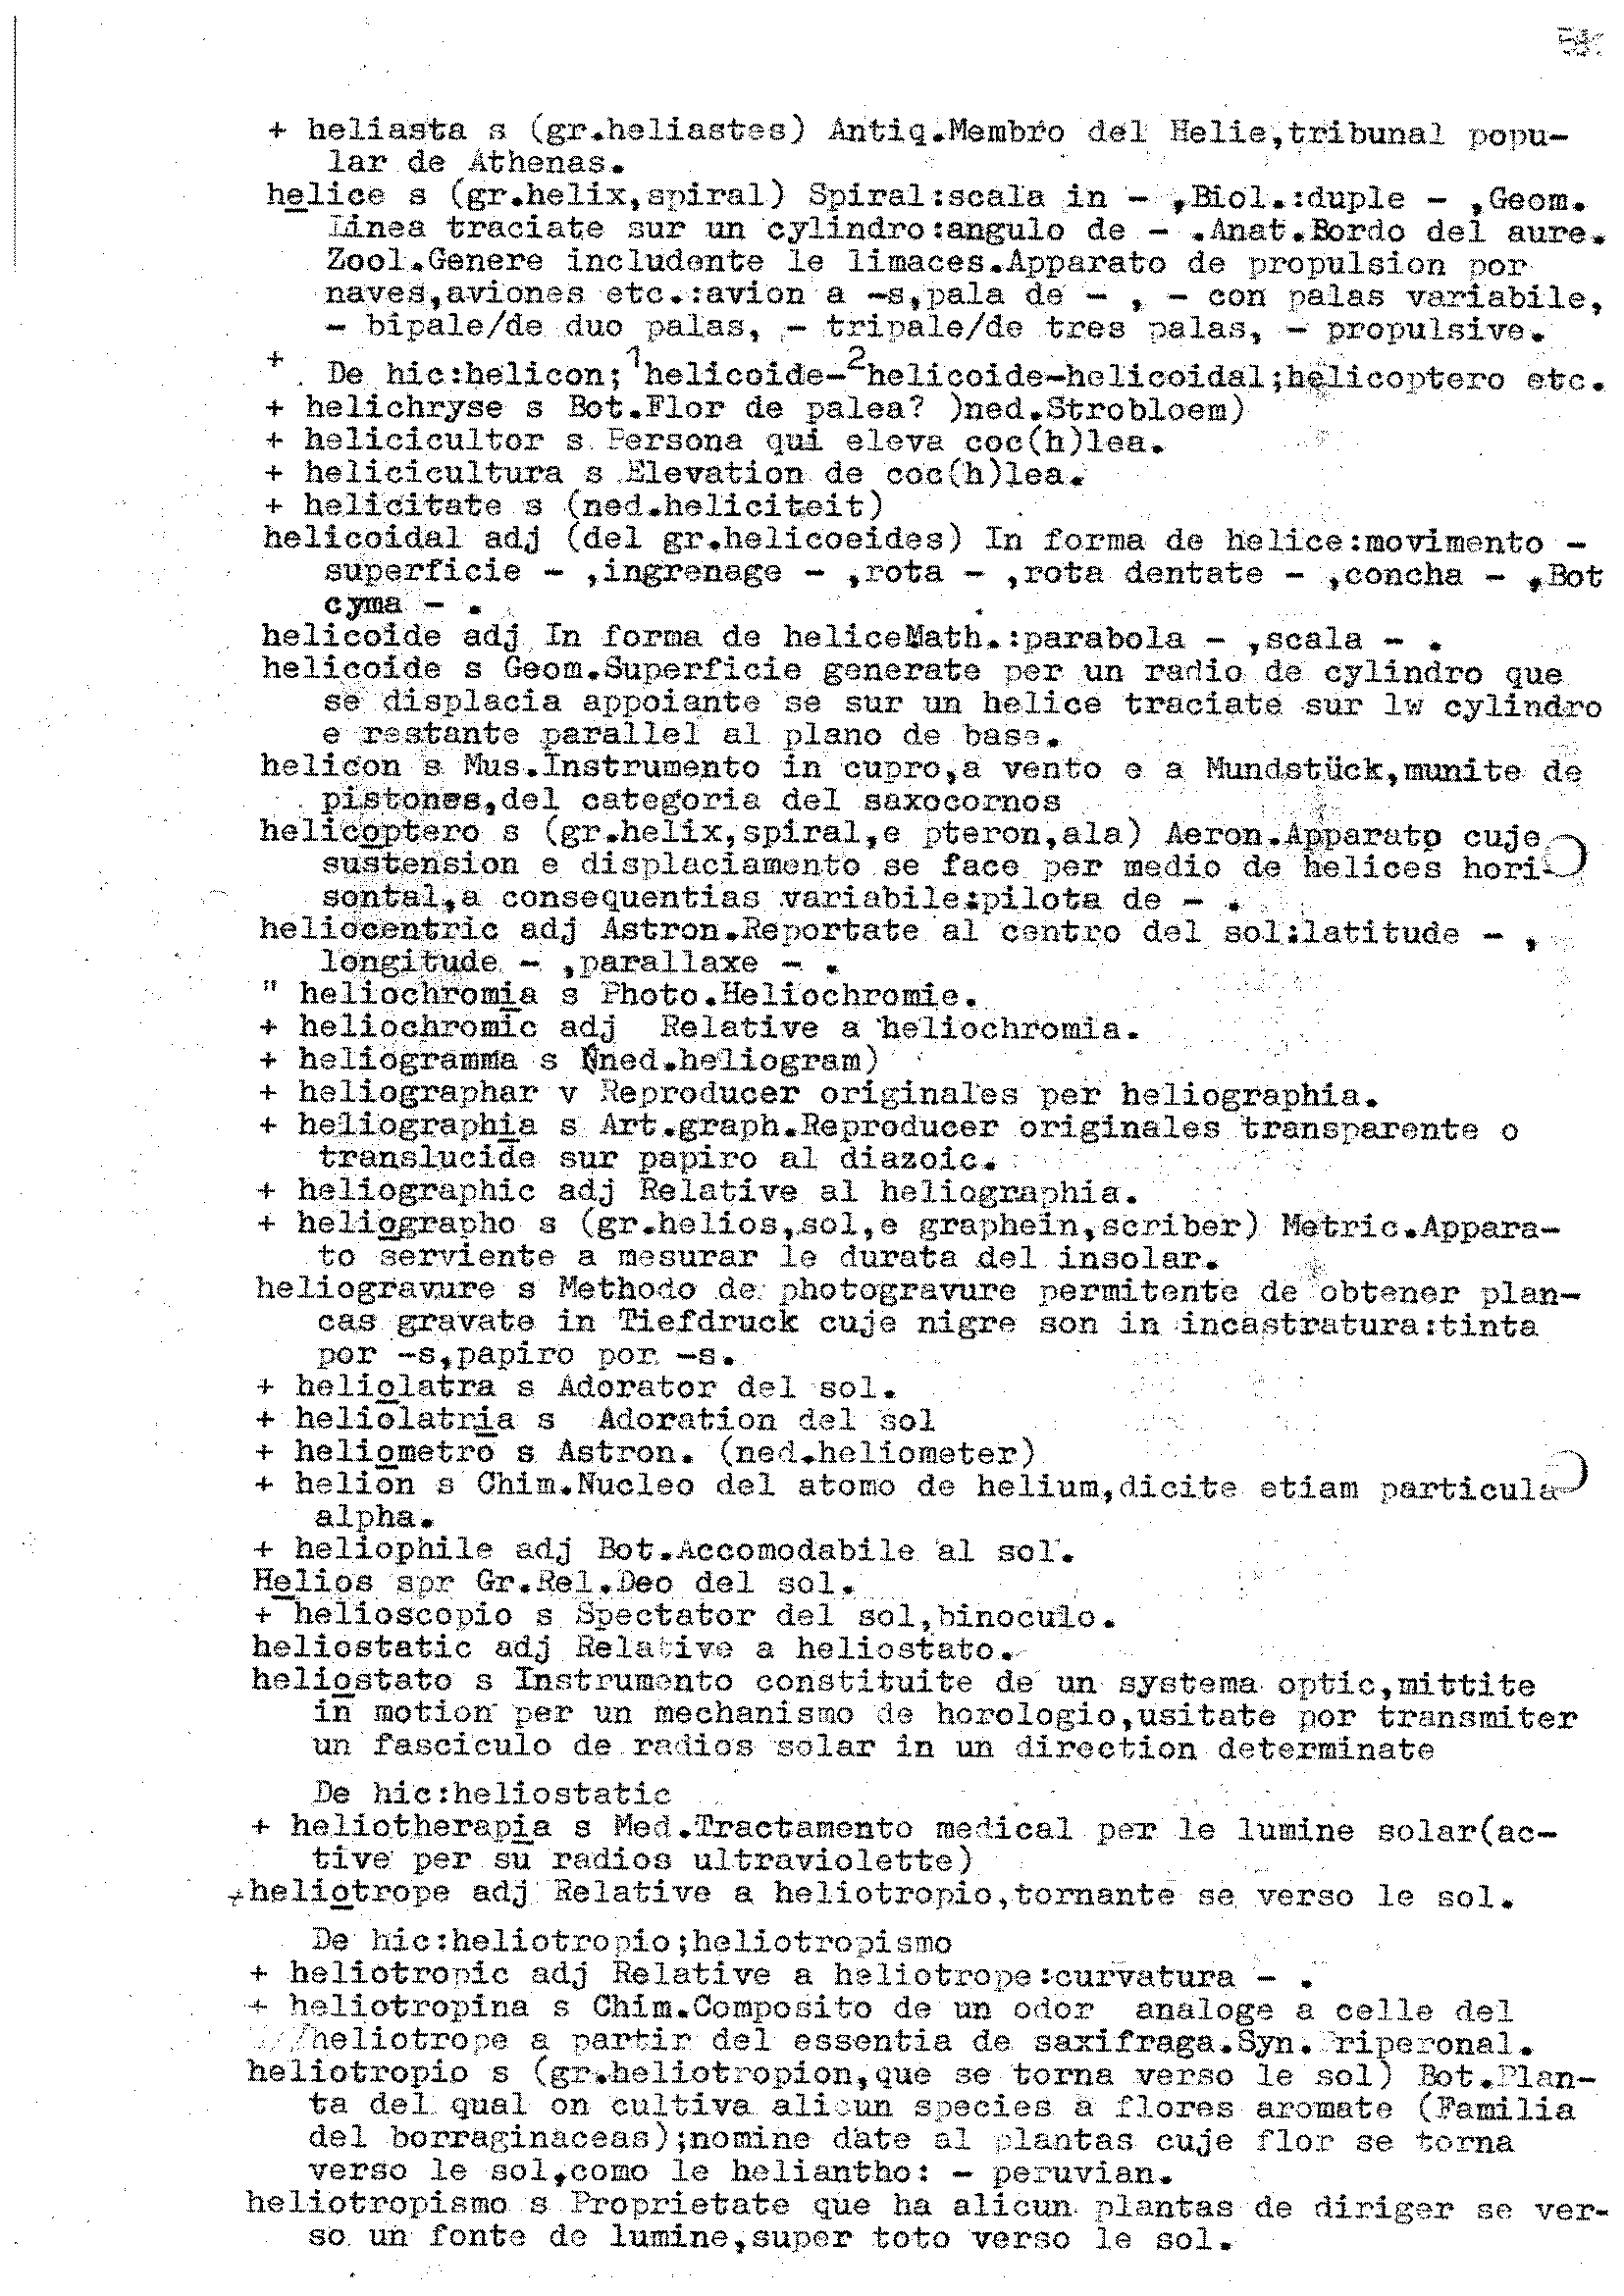 + heliasta s (gr.heliastes) Antiq.Membro del Helie,tribunal popu-
lar de Athenas.
helice s (gr.helix,spiral) Spiral:scala in - ,Biol.:duple - ,Geom.
Linea traciate sur un cylindro:angulo de - .Anat.Bordo del aure.
Zool.Genere includente le limaces.Apparato de propulsion por
naves,aviones etc.:avion a -s,pala de - , - con palas variabile,
- bipale/de duo palas, - tripale/de tres palas, - propulsive.
+ De hic:helicon; 1helicoide-2helicoide-helicoidal;helicoptero etc.
+ helichryse s Bot.Flor de palea? )ned.Strobloem)
+ helicicultor s Persona qui eleva coc(h)lea.
+ helicicultura s Elevation de coc(h)lea.
+ helicitate s (ned.heliciteit)
helicoidal adj (del gr.helicoeides) In forma de helice:movimento -
superficie - ,ingrenage - ,rota - ,rota dentate - ,concha - ,Bot
cyma - .
helicoide adj In forma de heliceMath.:parabola - ,scala - .
helicoide s Geom.Superficie generate per un radio de cylindro que
se displacia appoiante se sur un helice traciate sur lw cylindro
e restante parallel al plano de base.
helicon s Mus.Instrumento in cupro,a vento e a Mundstück,munite de
pistones,del categoria del saxocornos
helicoptero s (gr.helix,spiral,e pteron,ala) Aeron.Apparato cuje
sustension e displaciamento se face per medio de helices hori-
sontal,a consequentias variabile:pilota de - .
heliocentric adj Astron.Reportate al centro del sol:latitude - ,
longitude - ,parallaxe - .
" heliochromia s Photo.Heliochromie.
+ heliochromic adj Relative a heliochromia.
+ heliogramma s (ned.heliogram)
+ heliographar v Reproducer originales per heliographia.
+ heliographia s Art.graph.Reproducer originales transparente o
translucide sur papiro al diazoic.
+ heliographic adj Relative al heliographia.
+ heliographo s (gr.helios,sol,e graphein,scriber) Metric.Appara-
to serviente a mesurar le durata del insolar.
heliogravure s Methodo de photogravure permitente de obtener plan-
cas gravate in Tiefdruck cuje nigre son in incastratura:tinta
por -s,papiro por -s.
+ heliolatra s Adorator del sol.
+ heliolatria s Adoration del sol
+ heliometro s Astron. (ned.heliometer)
+ helion s Chim.Nucleo del atomo de helium,dicite etiam particula
alpha.
+ heliophile adj Bot.Accomodabile al sol.
Helios spr Gr.Rel.Deo del sol.
+ helioscopio s Spectator del sol,binoculo.
heliostatic adj Relative a heliostato.
heliostato s Instrumento constituite de un systema optic,mittite
in motion per un mechanismo de horologio,usitate por transmiter
un fasciculo de radios solar in un direction determinate
De hic:heliostatic
+ heliotherapia s Med.Tractamento medical per le lumine solar(ac-
tive per su radios ultraviolette)
+heliotrope adj Relative a heliotropio,tornante se verso le sol.
De hic:heliotropio;heliotropismo
+ heliotropic adj Relative a heliotrope:curvatura - .
+ heliotropina s Chim.Composito de un odor analoge a celle del
heliotrope a partir del essentia de saxifraga.Syn. riperonal.
heliotropio s (gr.heliotropion,que se torna verso le sol) Bot.Plan-
ta del qual on cultiva alicun species a flores aromate (Familia
del borraginaceas);nomine date al plantas cuje flor se torna
verso le sol,como le heliantho: - peruvian.
heliotropismo s Proprietate que ha alicun plantas de diriger se ver-
so un fonte de lumine,super toto verso le sol.